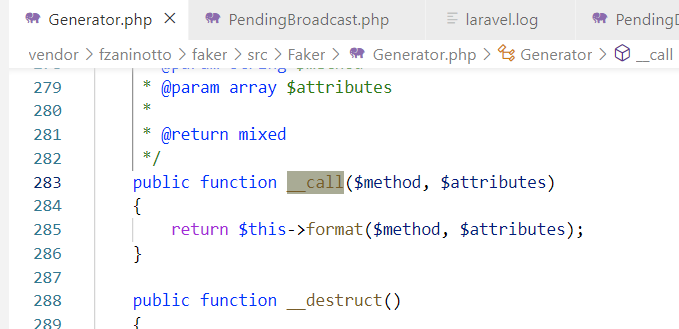 Generator.php × PendingBroadcast.php laravel.log PendingD
vendor > fzaninotto > faker > src > Faker > Generator.php > Generator > __call
279 * @param array $attributes
280 *
281 * @return mixed
282 */
283 public function __call($method, $attributes)
284 {
285 return $this->format($method, $attributes);
286 }
287
288 public function __destruct()
289 {